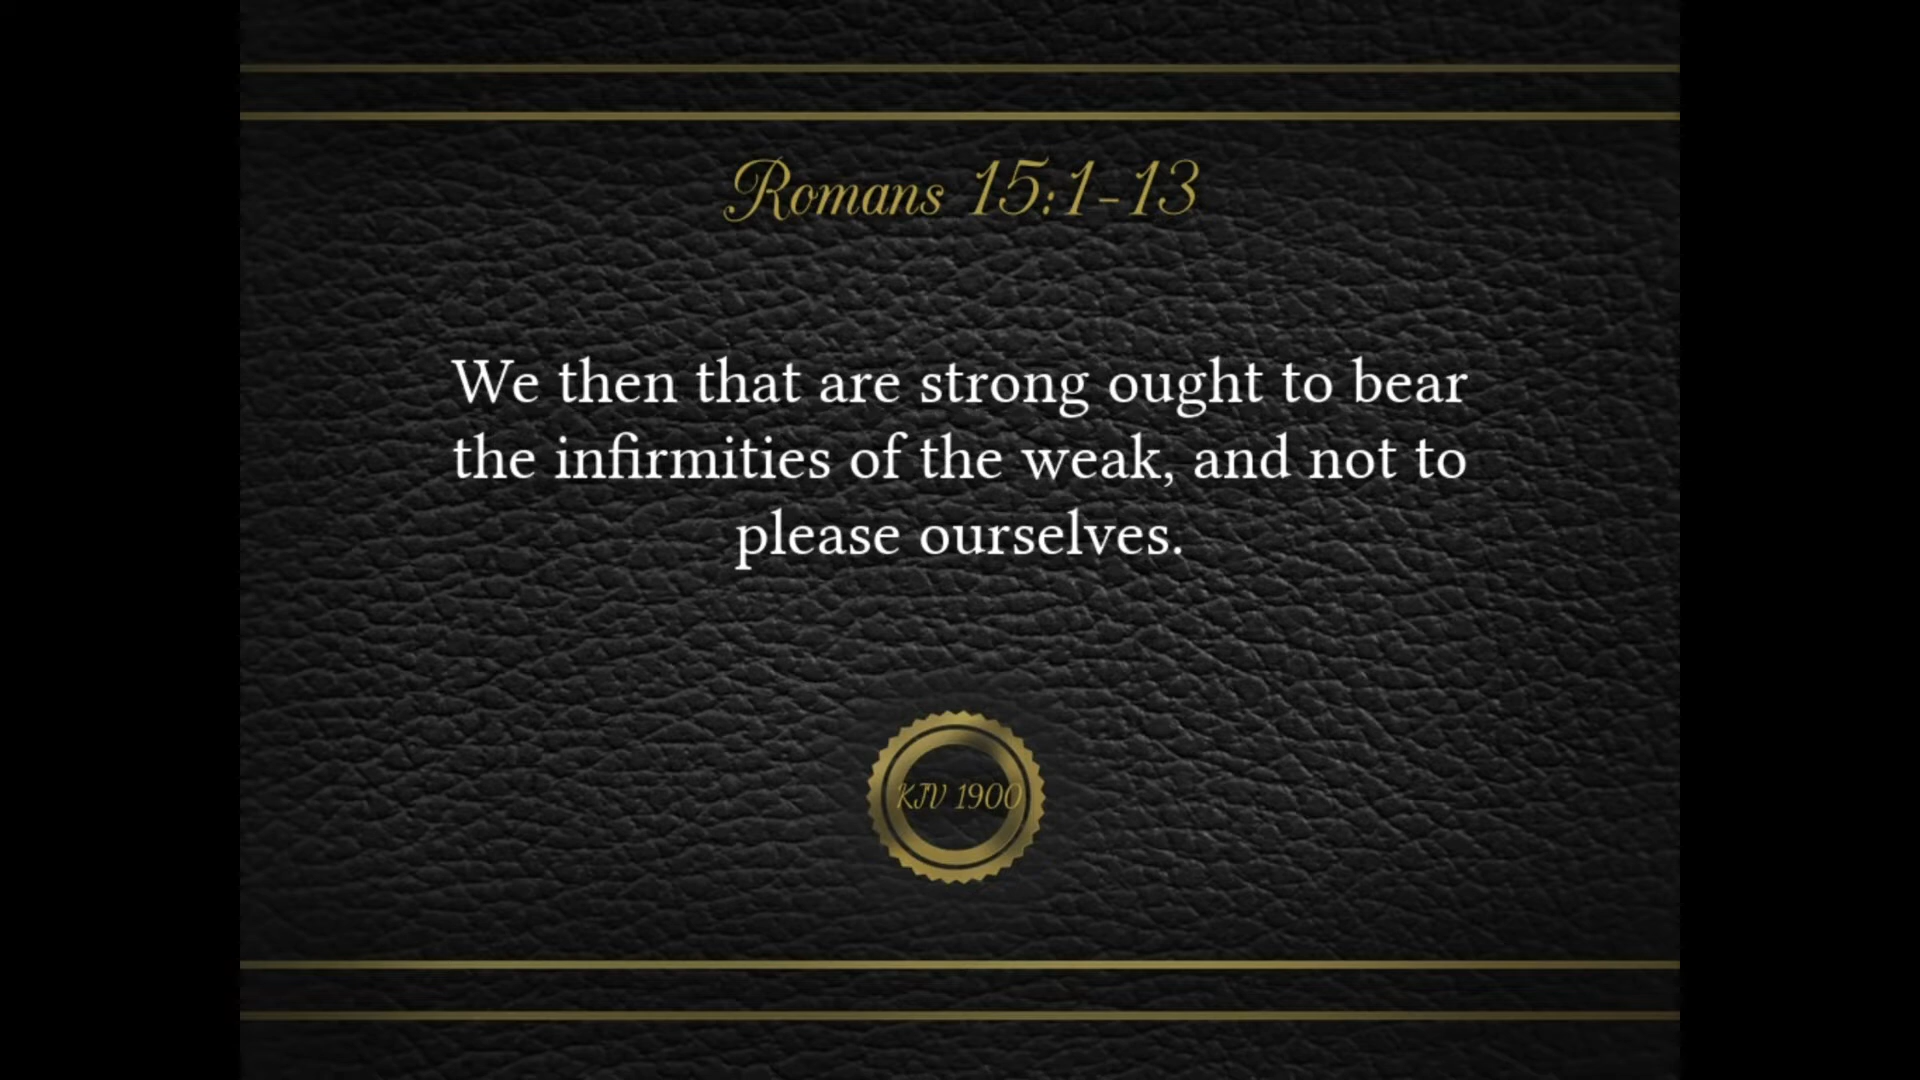 Romans 15:1-13
We then that are strong ought to bear
the infirmities of the weak, and not to
please ourselves.
KJV 1900